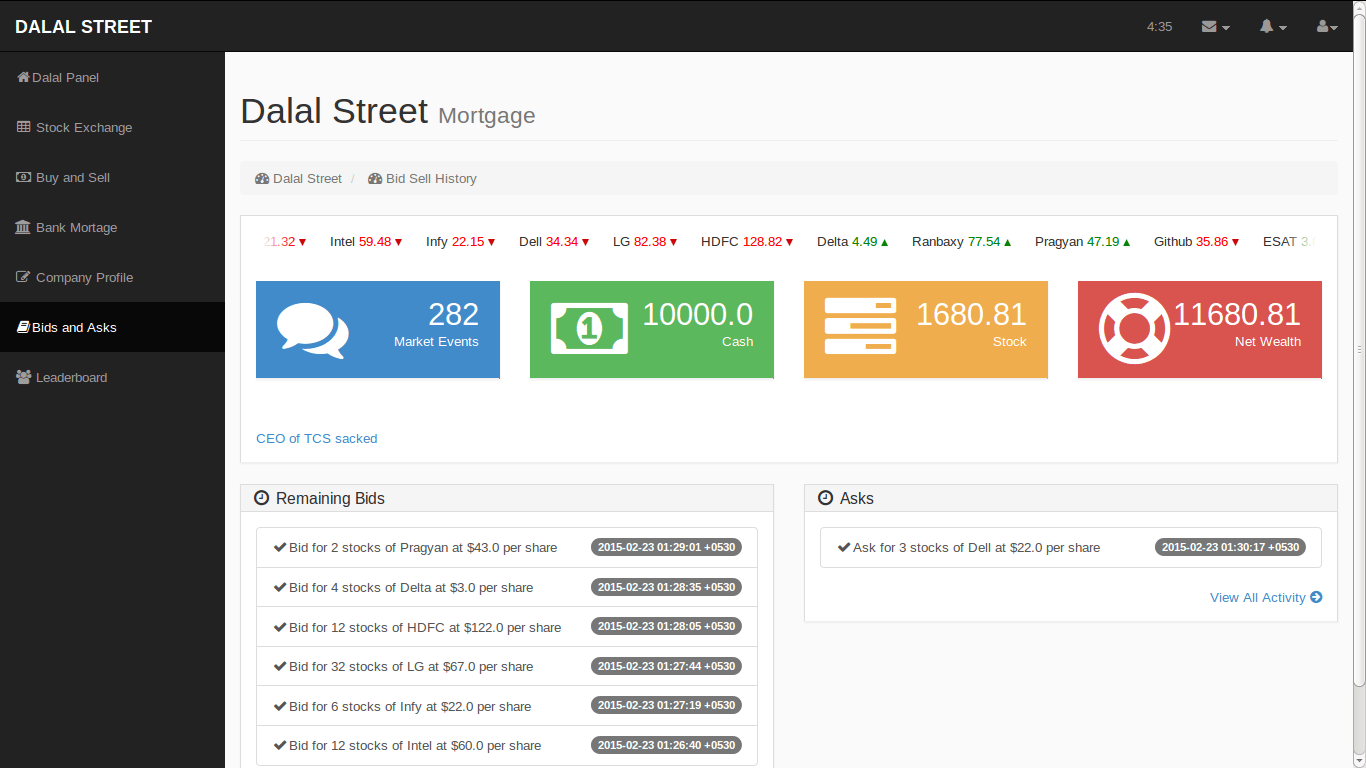 DALAL STREET
4:35
Dalal Panel
Stock Exchange
Buy and Sell
Bank Mortage
Company Profile
Bids and Asks
Leaderboard
Dalal Street Mortgage
Dalal Street / Bid Sell History
21.32 ▼ Intel 59.48 ▼ Infy 22.15 ▼ Dell 34.34 ▼ LG 82.38 ▼ HDFC 128.82 ▼ Delta 4.49 ▲ Ranbaxy 77.54 ▲ Pragyan 47.19 ▲ Github 35.86 ▼ ESAT
282
Market Events
10000.0
Cash
1680.81
Stock
11680.81
Net Wealth
CEO of TCS sacked
Remaining Bids
Bid for 2 stocks of Pragyan at $43.0 per share 2015-02-23 01:29:01 +0530
Bid for 4 stocks of Delta at $3.0 per share 2015-02-23 01:28:35 +0530
Bid for 12 stocks of HDFC at $122.0 per share 2015-02-23 01:28:05 +0530
Bid for 32 stocks of LG at $67.0 per share 2015-02-23 01:27:44 +0530
Bid for 6 stocks of Infy at $22.0 per share 2015-02-23 01:27:19 +0530
Bid for 12 stocks of Intel at $60.0 per share 2015-02-23 01:26:40 +0530
Asks
Ask for 3 stocks of Dell at $22.0 per share 2015-02-23 01:30:17 +0530
View All Activity